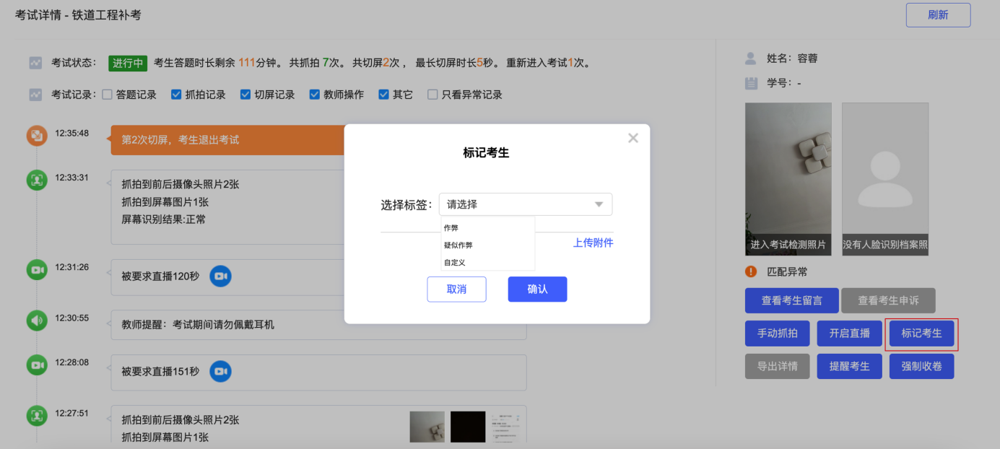 考试详情 - 铁道工程补考
刷新
考试状态： 进行中 考生答题时长剩余 111分钟。 共抓拍 7次。 共切屏2次 ， 最长切屏时长5秒。 重新进入考试1次。
考试记录： 答题记录 抓拍记录 切屏记录 教师操作 其它 只看异常记录
12:35:48
第2次切屏，考生退出考试
12:33:31
抓拍到前后摄像头照片2张
抓拍到屏幕图片1张
屏幕识别结果:正常
12:31:26
被要求直播120秒
12:30:55
教师提醒：考试期间请勿佩戴耳机
12:28:08
被要求直播151秒
12:27:51
抓拍到前后摄像头照片2张
抓拍到屏幕图片1张
标记考生
选择标签： 请选择
作弊
疑似作弊
自定义
上传附件
取消 确认
姓名：容蓉
学号：-
进入考试检测照片 没有人脸识别档案照
匹配异常
查看考生留言 查看考生申诉
手动抓拍 开启直播 标记考生
导出详情 提醒考生 强制收卷